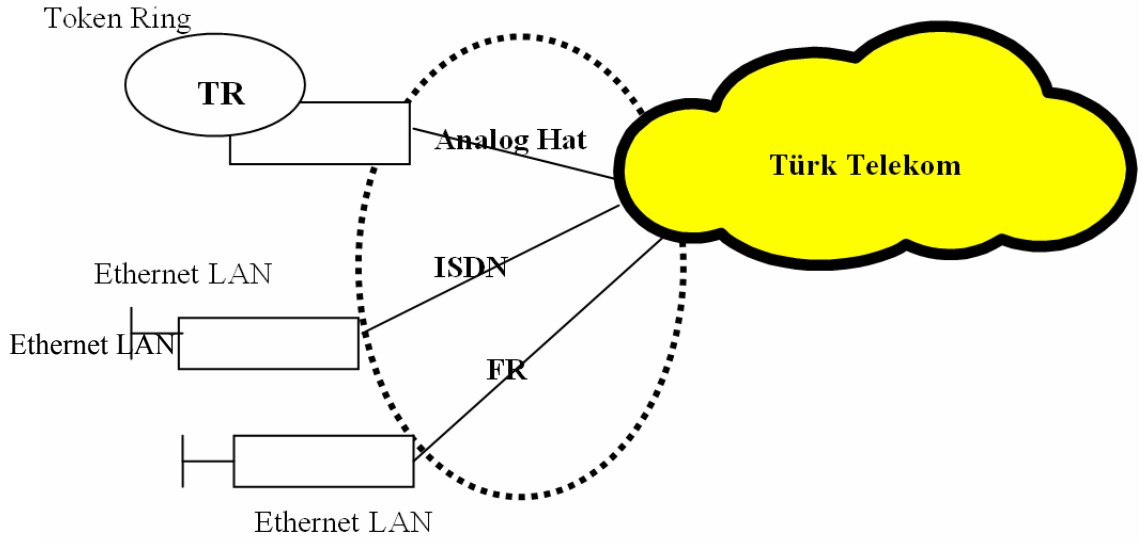 Token Ring
TR
Analog Hat
Türk Telekom
Ethernet LAN
ISDN
Ethernet LAN
FR
Ethernet LAN